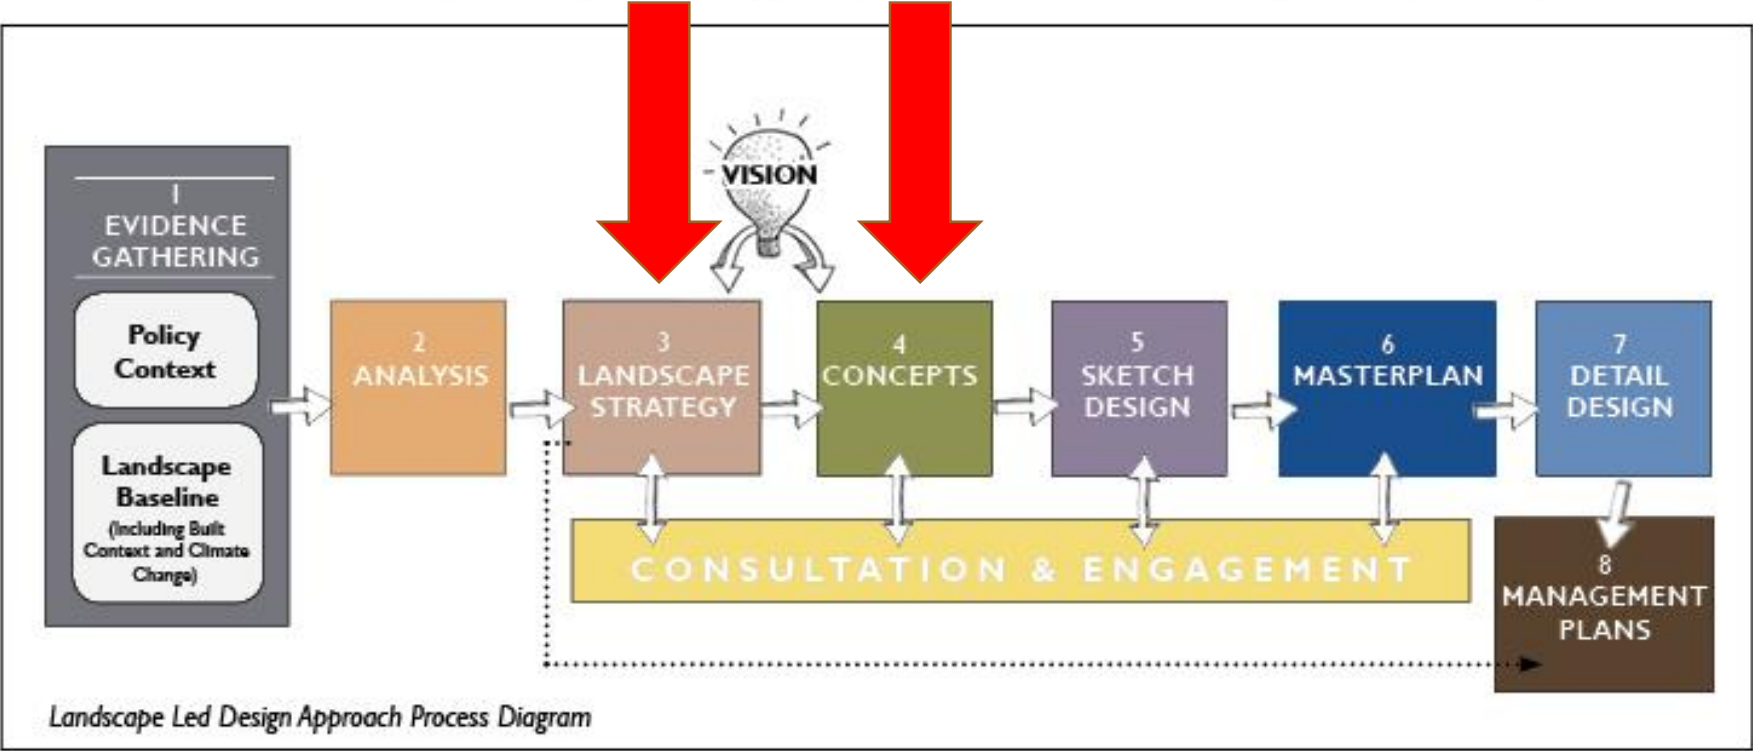 VISION
1
EVIDENCE
GATHERING
Policy
Context
Landscape
Baseline
(Including Built
Context and Climate
Change)
2
ANALYSIS
3
LANDSCAPE
STRATEGY
4
CONCEPTS
5
SKETCH
DESIGN
6
MASTERPLAN
7
DETAIL
DESIGN
CONSULTATION & ENGAGEMENT
8
MANAGEMENT
PLANS
Landscape Led Design Approach Process Diagram